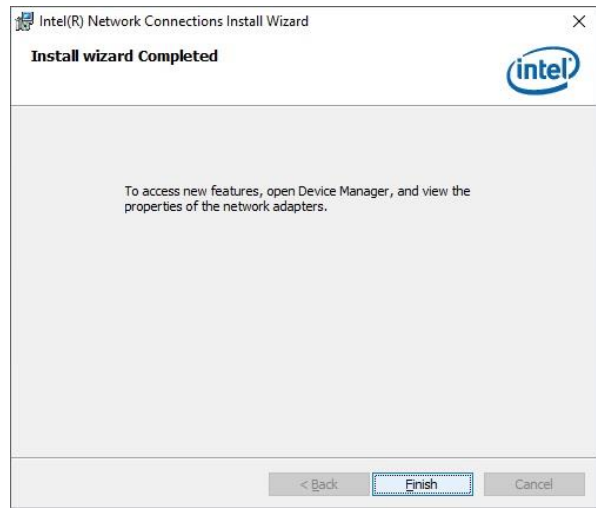 Intel(R) Network Connections Install Wizard
Install wizard Completed
intel
To access new features, open Device Manager, and view the
properties of the network adapters.
< Back
Finish
Cancel